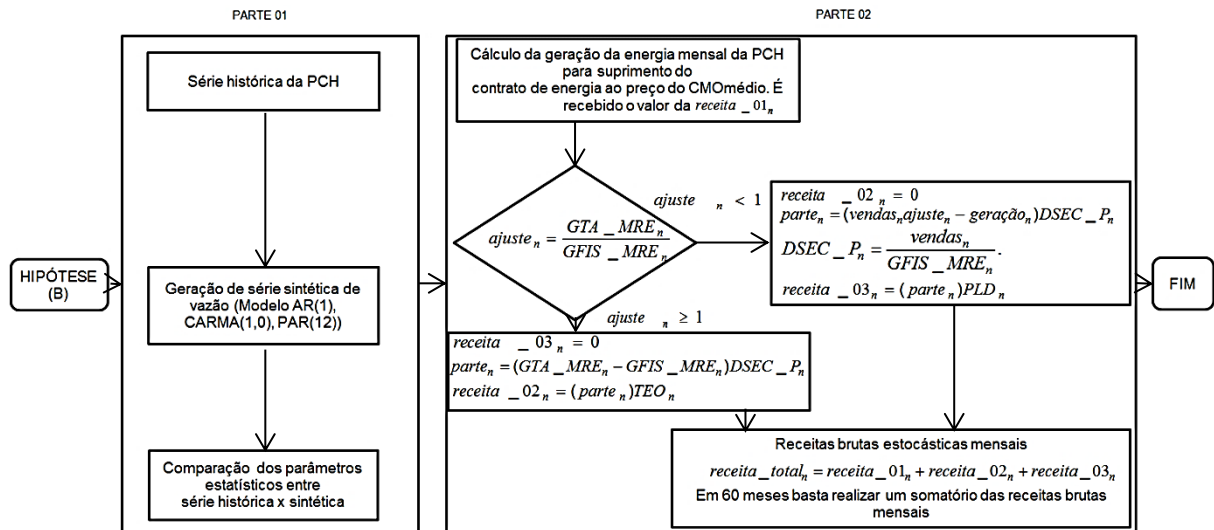 PARTE 01
PARTE 02
HIPÓTESE
(B)
Série histórica da PCH
Geração de série sintética de
vazão (Modelo AR(1),
CARMA(1,0), PAR(12))
Comparação dos parâmetros
estatísticos entre
série histórica x sintética
Cálculo da geração da energia mensal da PCH
para suprimento do
contrato de energia ao preço do CMOmédio. É
recebido o valor da receita _ 01n
ajuste n = GTA _ MREn / GFIS _ MREn
ajuste n < 1
receita _ 02n = 0
parten = (vendasnajusten − geraçãon)DSEC _ Pn
DSEC _ Pn = vendasn / GFIS _ MREn .
receita _ 03n = (parten)PLDn
ajuste n ≥ 1
receita _ 03n = 0
parten = (GTA _ MREn − GFIS _ MREn)DSEC _ Pn
receita _ 02n = (parten)TEOn
Receitas brutas estocásticas mensais
receita _ totaln = receita _ 01n + receita _ 02n + receita _ 03n
Em 60 meses basta realizar um somatório das receitas brutas
mensais
FIM